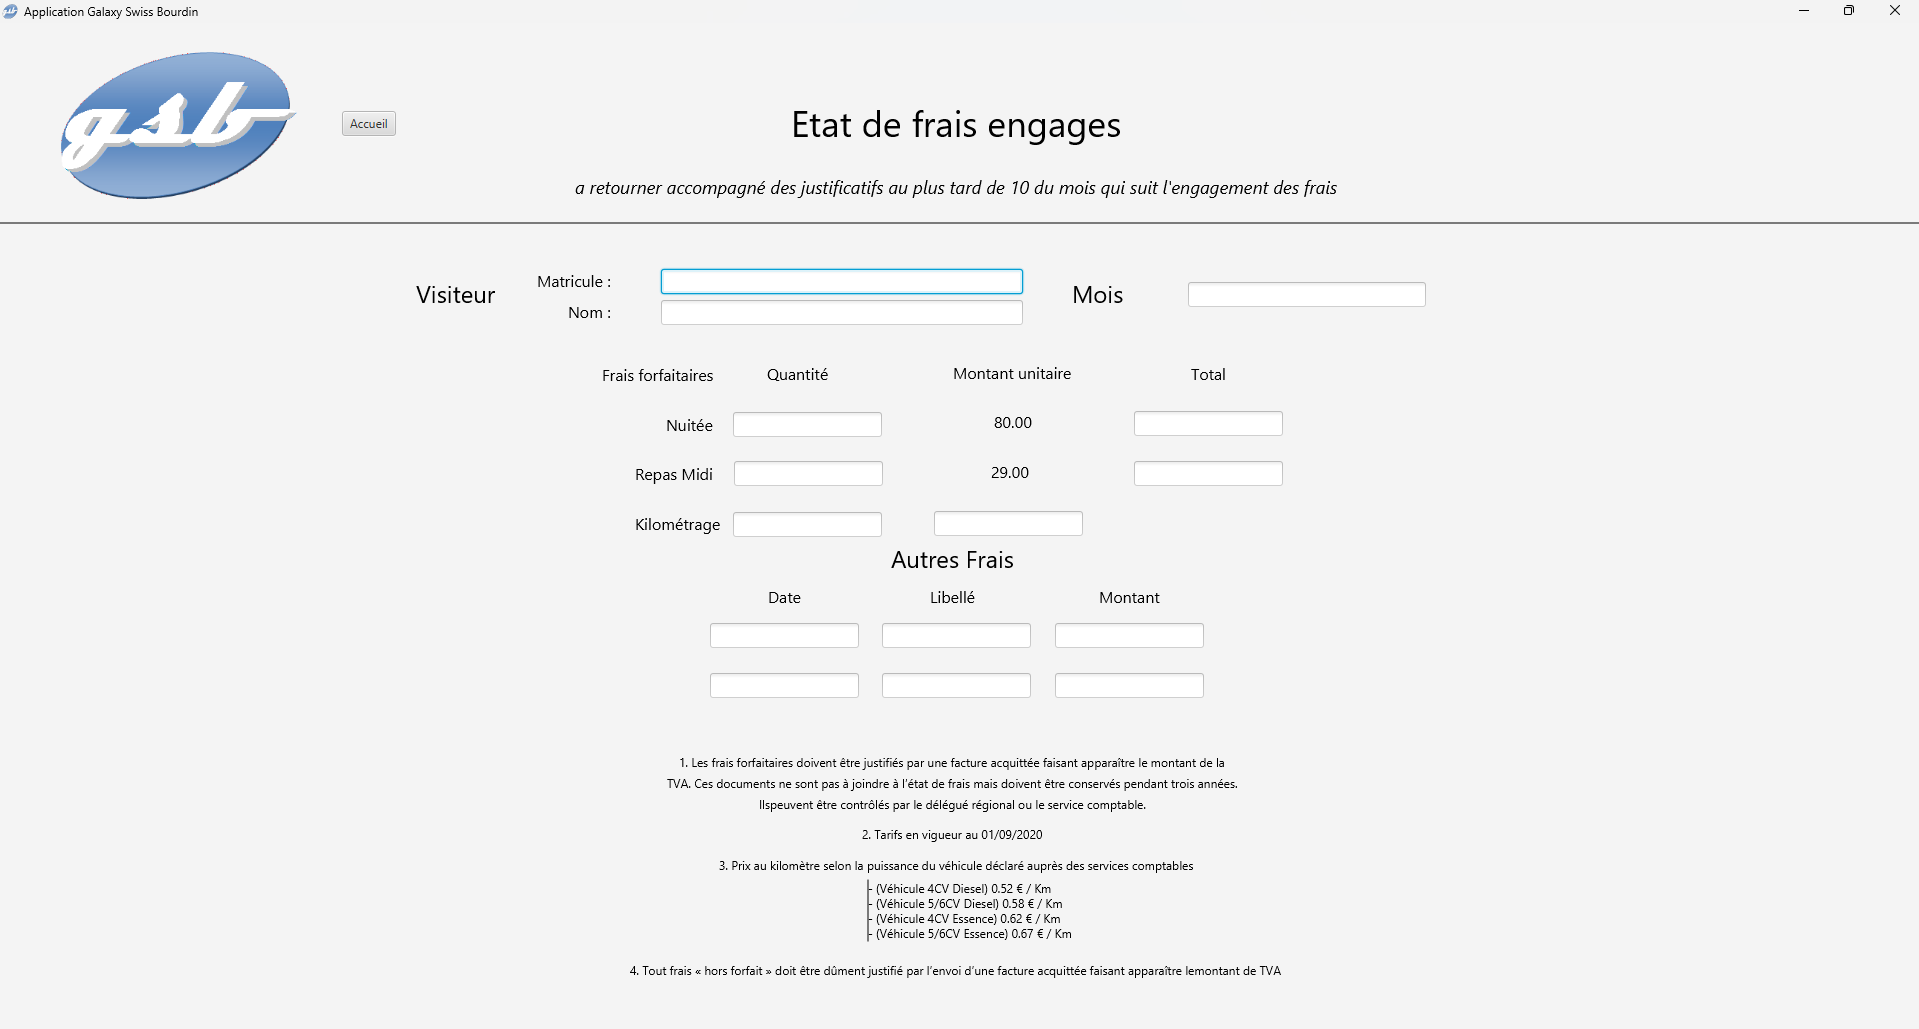 Application Galaxy Swiss Bourdin
gsb
Accueil
Etat de frais engages
a retourner accompagné des justificatifs au plus tard de 10 du mois qui suit l'engagement des frais
Visiteur
Matricule :
Nom :
Mois
Frais forfaitaires Quantité Montant unitaire Total
Nuitée 80.00
Repas Midi 29.00
Kilométrage
Autres Frais
Date Libellé Montant
1. Les frais forfaitaires doivent être justifiés par une facture acquittée faisant apparaître le montant de la
TVA. Ces documents ne sont pas à joindre à l'état de frais mais doivent être conservés pendant trois années.
Ilspeuvent être contrôlés par le délégué régional ou le service comptable.
2. Tarifs en vigueur au 01/09/2020
3. Prix au kilomètre selon la puissance du véhicule déclaré auprès des services comptables
- (Véhicule 4CV Diesel) 0.52 € / Km
- (Véhicule 5/6CV Diesel) 0.58 € / Km
- (Véhicule 4CV Essence) 0.62 € / Km
- (Véhicule 5/6CV Essence) 0.67 € / Km
4. Tout frais « hors forfait » doit être dûment justifié par l'envoi d'une facture acquittée faisant apparaître lemontant de TVA